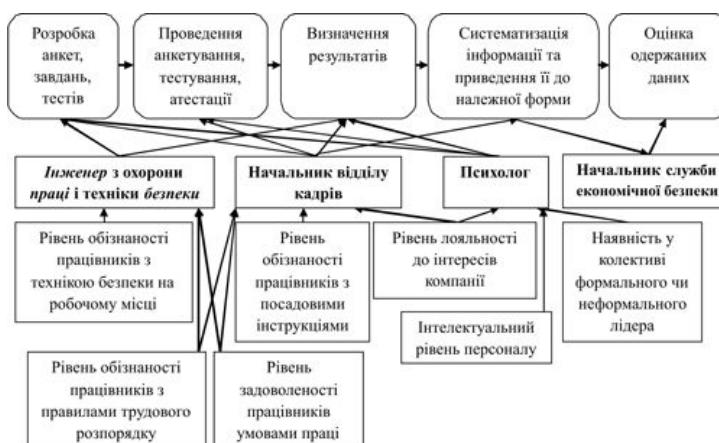 Розробка
анкет,
завдань,
тестів
Проведення
анкетування,
тестування,
атестації
Визначення
результатів
Систематизація
інформації та
приведення її до
належної форми
Оцінка
одержаних
даних
Інженер з охорони
праці і техніки безпеки
Начальник відділу
кадрів
Психолог
Начальник служби
економічної безпеки
Рівень обізнаності
працівників з
технікою безпеки на
робочому місці
Рівень
обізнаності
працівників з
посадовими
інструкціями
Рівень лояльності
до інтересів
компанії
Наявність у
колективі
формального чи
неформального
лідера
Інтелектуальний
рівень персоналу
Рівень обізнаності
працівників з
правилами трудового
розпорядку
Рівень
задоволеності
працівників
умовами праці